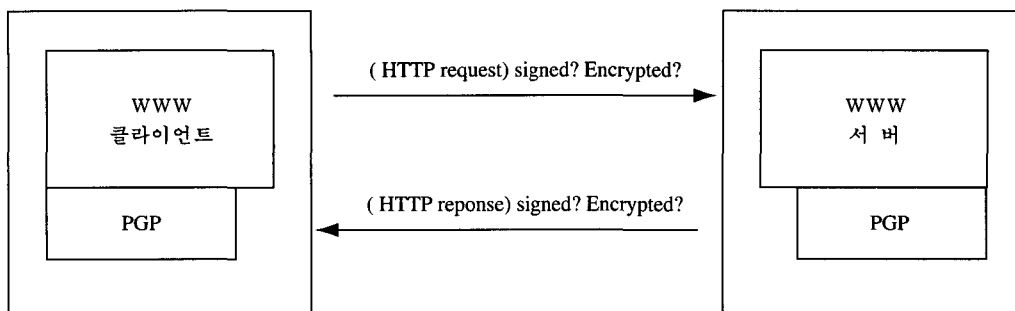 ( HTTP request) signed? Encrypted?
WWW
클라이언트
PGP
WWW
서 버
( HTTP reponse) signed? Encrypted?
PGP